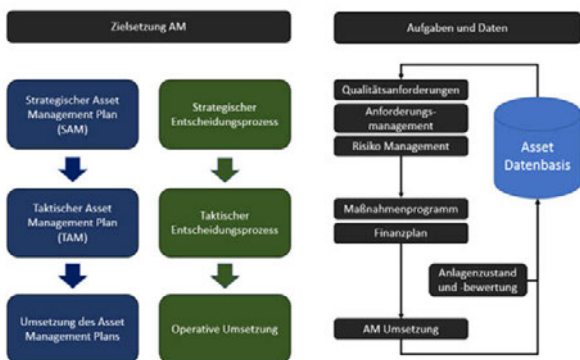 Zielsetzung AM
Strategischer Asset
Management Plan
(SAM)
Strategischer
Entscheidungsprozess
Taktischer Asset
Management Plan
(TAM)
Taktischer
Entscheidungsprozess
Umsetzung des Asset
Management Plans
Operative Umsetzung
Aufgaben und Daten
Qualitätsanforderungen
Anforderungs-
management
Risiko Management
Asset
Datenbasis
Maßnahmenprogramm
Finanzplan
Anlagenzustand
und -bewertung
AM Umsetzung